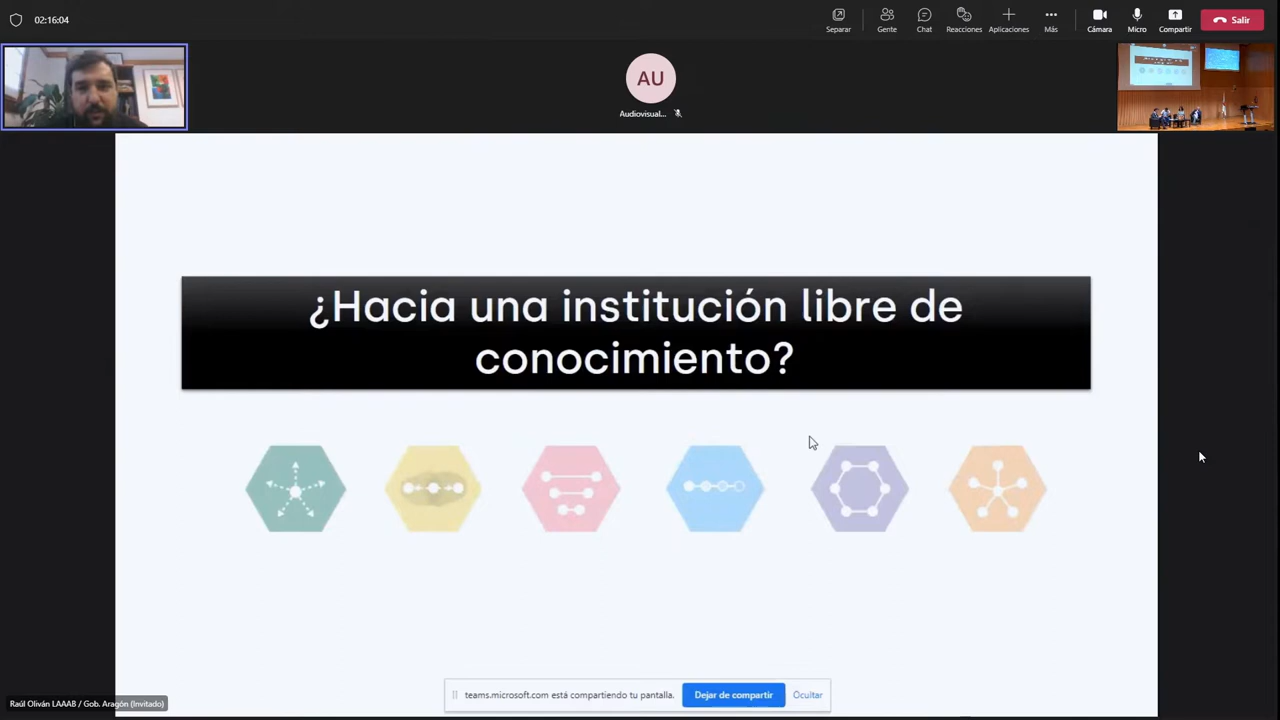 02:16:04
Separar
Gente
Chat
Reacciones
Aplicaciones
Más
Cámara
Micro
Compartir
Salir
AU
Audiovisual...
¿Hacia una institución libre de
conocimiento?
teams.microsoft.com está compartiendo tu pantalla.
Dejar de compartir
Ocultar
Raúl Oliván LAAAB / Gob. Aragón (Invitado)